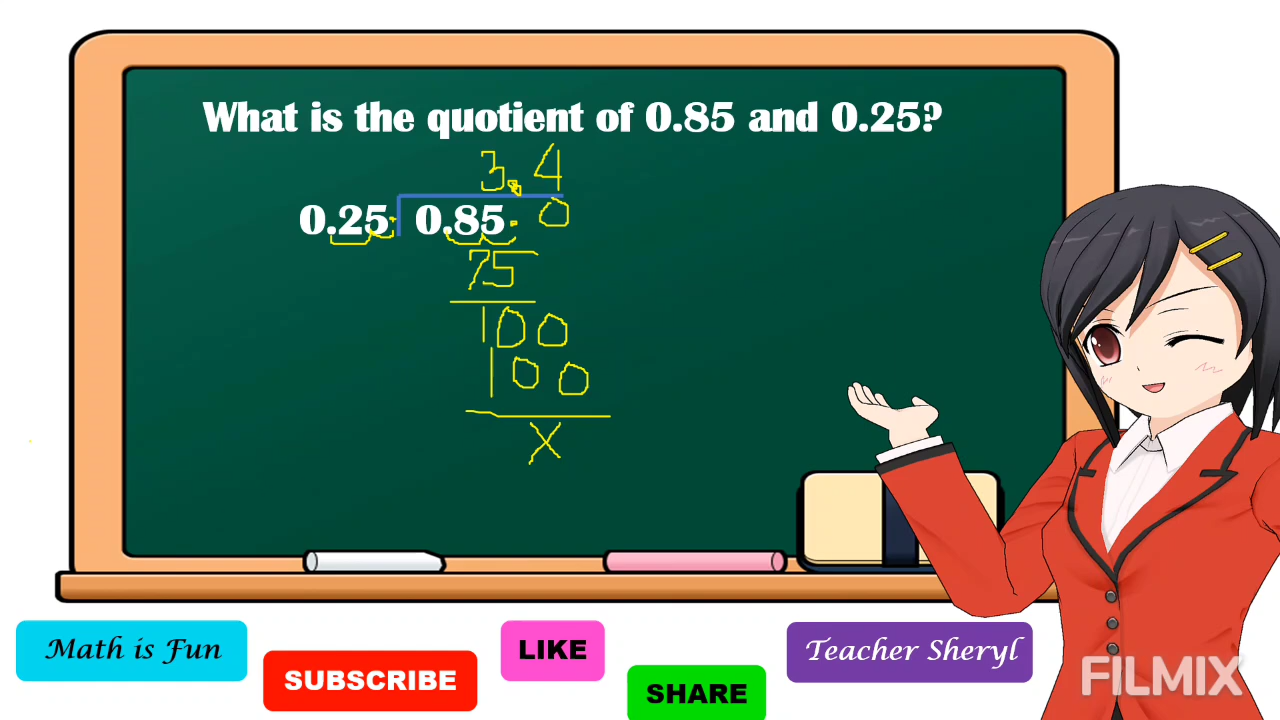 What is the quotient of 0.85 and 0.25?
3.4
0.25. 0.85.0
75
100
100
x
Math is Fun
SUBSCRIBE
LIKE
SHARE
Teacher Sheryl
FILMIX